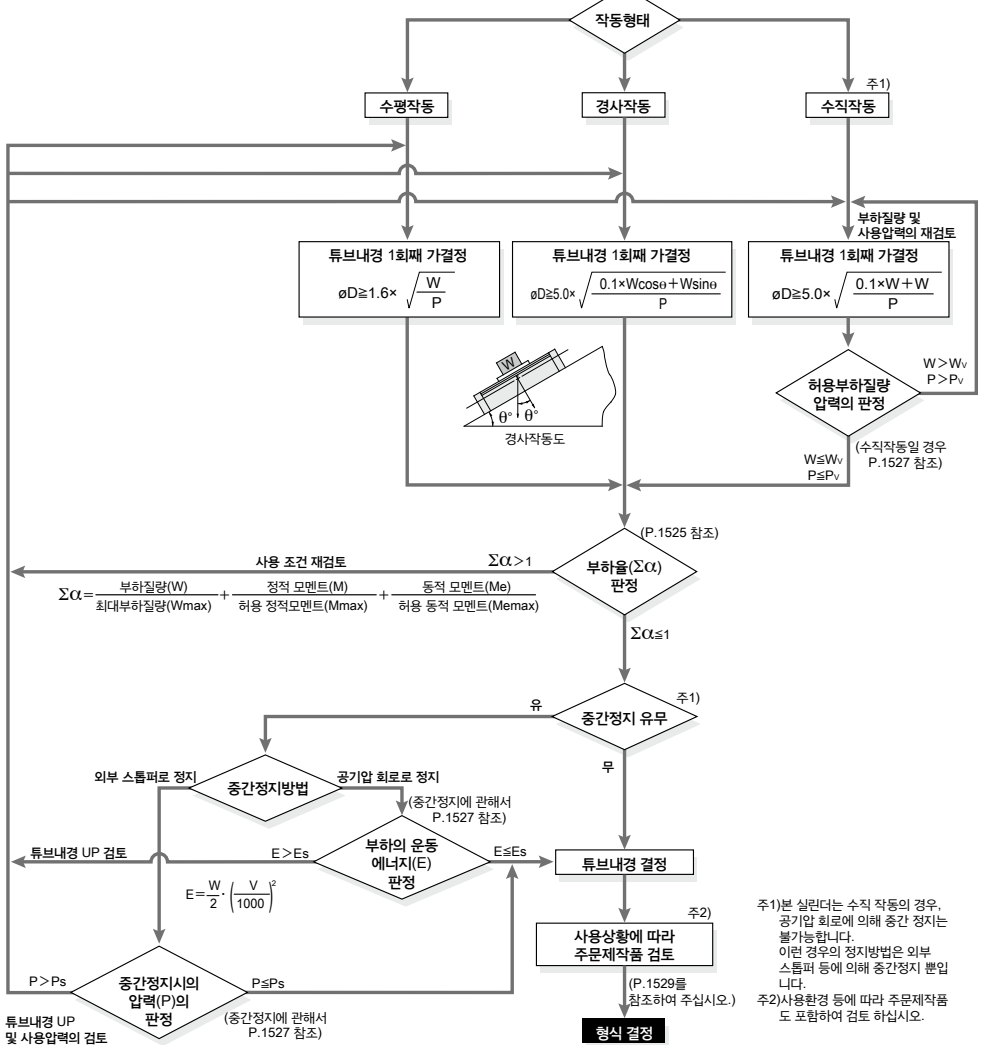 작동형태
주1)
수평작동
경사작동
수직작동
부하질량 및
사용압력의 재검토
튜브내경 1회째 가결정
øD≧1.6× √ W/P
튜브내경 1회째 가결정
øD≧5.0× √ 0.1×Wcosθ+Wsinθ/P
튜브내경 1회째 가결정
øD≧5.0× √ 0.1×W+W/P
W
θ° θ°
경사작동도
허용부하질량
압력의 판정
W>Wv
P>Pv
(수직작동일 경우
P.1527 참조)
W≦Wv
P≦Pv
(P.1525 참조)
부하율(Σα)
판정
사용 조건 재검토
Σα>1
Σα= 부하질량(W)/최대부하질량(Wmax) + 정적 모멘트(M)/허용 정적모멘트(Mmax) + 동적 모멘트(Me)/허용 동적 모멘트(Memax)
Σα≦1
주1)
중간정지 유무
유
무
외부 스톱퍼로 정지
중간정지방법
공기압 회로로 정지
(중간정지에 관해서
P.1527 참조)
부하의 운동
에너지(E)
판정
튜브내경 UP 검토
E>Es
E≦Es
E= W/2 · (V/1000)²
튜브내경 결정
주2)
사용상황에 따라
주문제작품 검토
(P.1529를
참조하여 주십시오.)
형식 결정
P>Ps
중간정지시의
압력(P)의
판정
P≦Ps
(중간정지에 관해서
P.1527 참조)
튜브내경 UP
및 사용압력의 검토
주1)본 실린더는 수직 작동의 경우,
공기압 회로에 의해 중간 정지는
불가능합니다.
이런 경우의 정지방법은 외부
스톱퍼 등에 의해 중간정지 뿐입
니다.
주2)사용환경 등에 따라 주문제작품
도 포함하여 검토 하십시오.